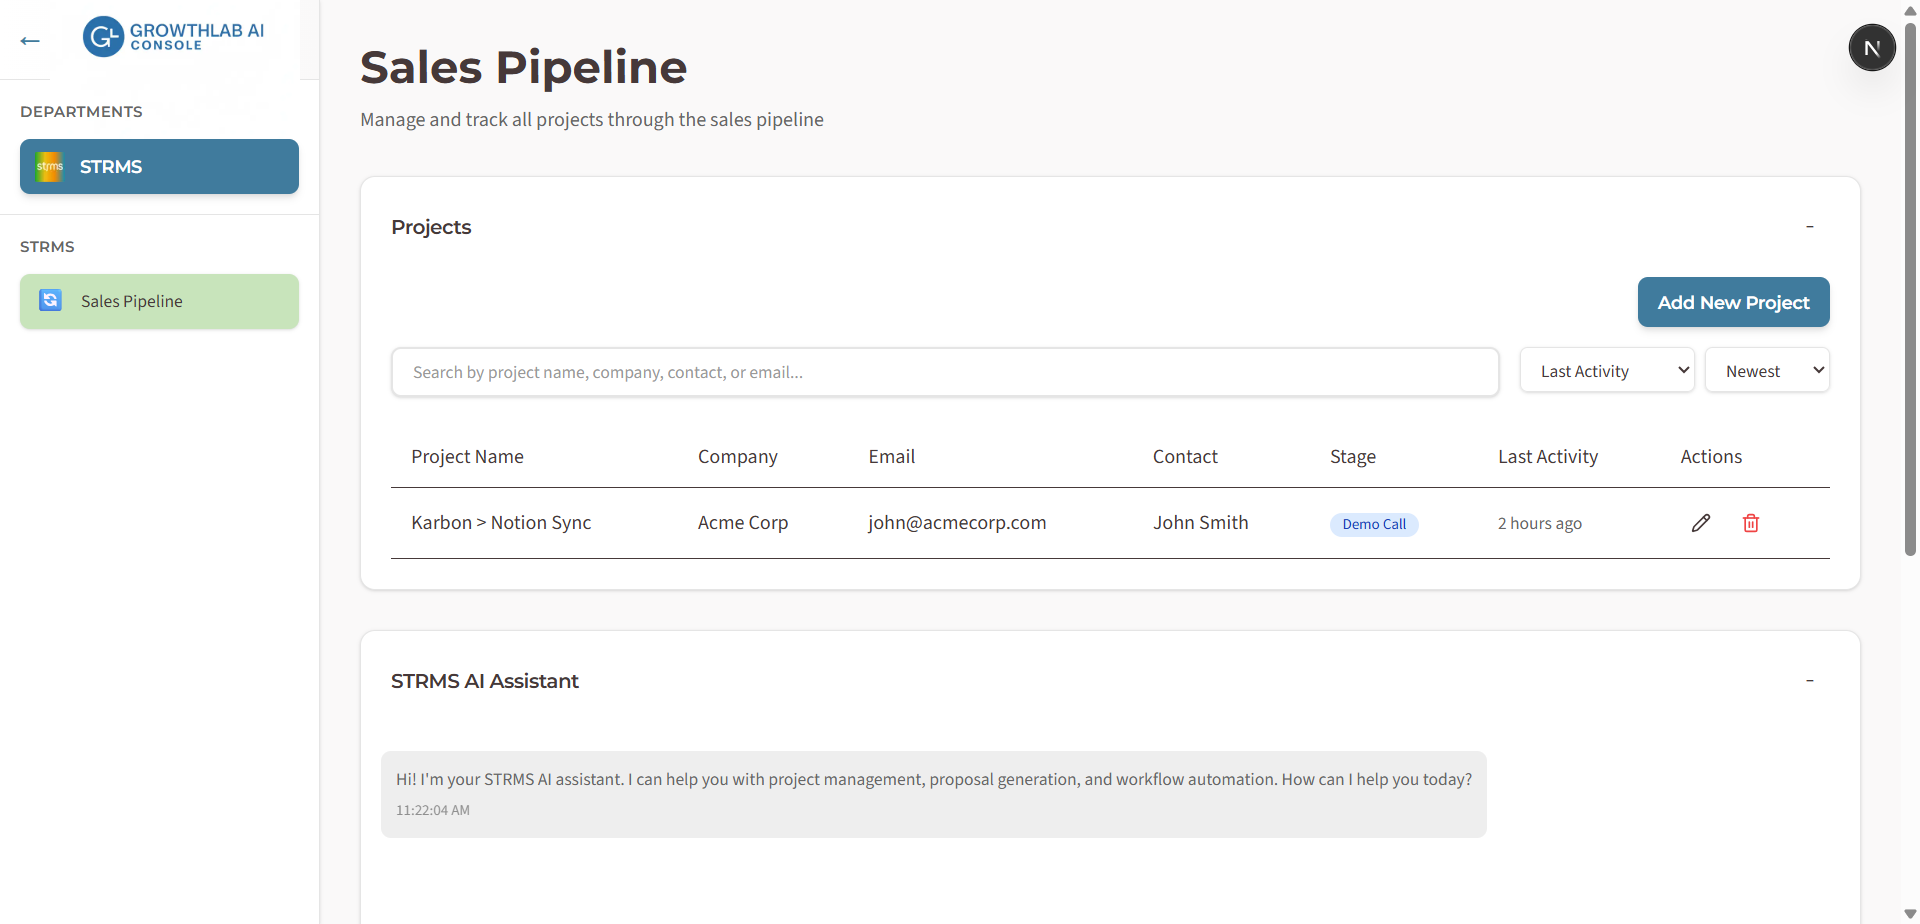 ←
GL GROWTHLAB AI
CONSOLE
DEPARTMENTS
strms STRMS
STRMS
Sales Pipeline
N
Sales Pipeline
Manage and track all projects through the sales pipeline
Projects −
Add New Project
Search by project name, company, contact, or email... Last Activity Newest
Project Name Company Email Contact Stage Last Activity Actions
Karbon > Notion Sync Acme Corp john@acmecorp.com John Smith Demo Call 2 hours ago
STRMS AI Assistant −
Hi! I'm your STRMS AI assistant. I can help you with project management, proposal generation, and workflow automation. How can I help you today?
11:22:04 AM